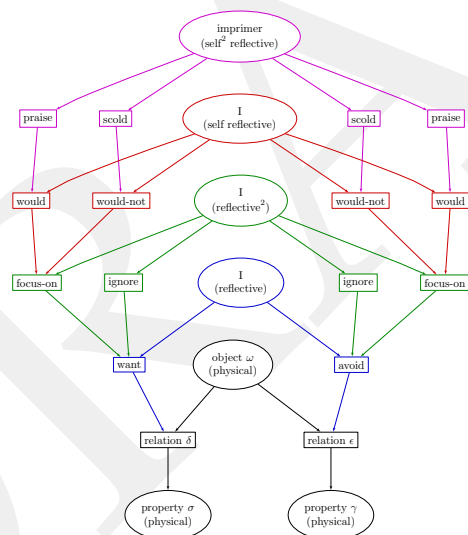 imprimer
(self² reflective)
praise
scold
I
(self reflective)
scold
praise
would
would-not
I
(reflective²)
would-not
would
focus-on
ignore
I
(reflective)
ignore
focus-on
want
object ω
(physical)
avoid
relation δ
relation ϵ
property σ
(physical)
property γ
(physical)